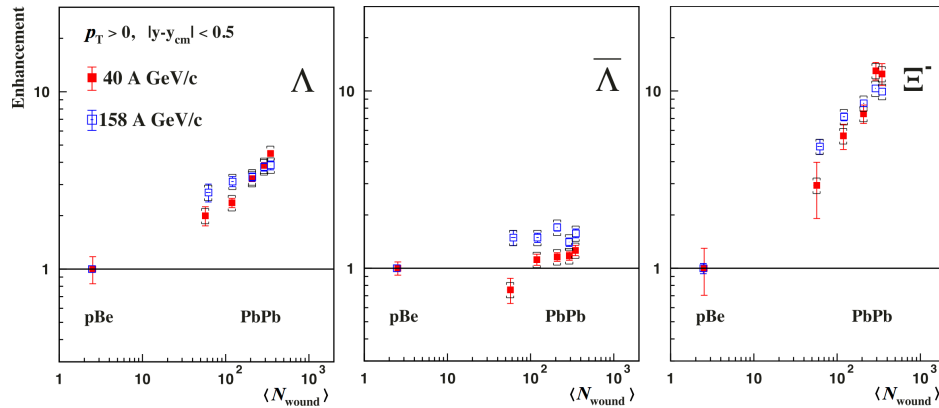 Enhancement
p_T > 0, |y-y_cm| < 0.5
40 A GeV/c
158 A GeV/c
Λ
10
1
pBe
PbPb
1
10
10²
10³
⟨N_wound⟩
Λ̅
10
1
pBe
PbPb
1
10
10²
10³
⟨N_wound⟩
Ξ⁻
10
1
pBe
PbPb
1
10
10²
10³
⟨N_wound⟩